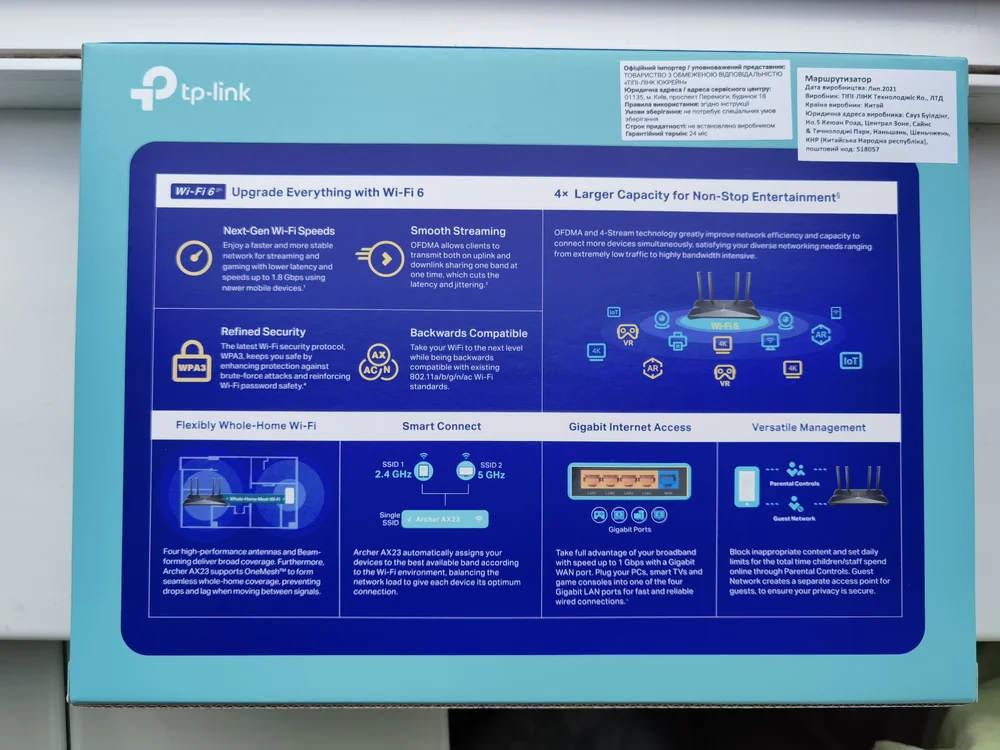 tp-link
Офіційний імпортер / уповноважений представник:
ТОВАРИСТВО З ОБМЕЖЕНОЮ ВІДПОВІДАЛЬНІСТЮ
«ТІПІ-ЛІНК ЮКРЕЙН»
Юридична адреса / адреса сервісного центру:
01135, м. Київ, проспект Перемоги, будинок 18
Правила використання: згідно інструкції
Умови зберігання: не потребує спеціальних умов
зберігання
Строк придатності: не встановлено виробником
Гарантійний термін: 24 міс
Маршрутизатор
Дата виробництва: Лип.2021
Виробник: ТІПІ-ЛІНК Текнолоджіс Ко., ЛТД
Країна виробник: Китай
Юридична адреса виробника: Сауз Буілдінг,
Но.5 Кеюан Роад, Централ Зоне, Сайнс
& Течнолоджі Парк, Наньшань, Шеньчжень,
КНР (Китайська Народна республіка),
поштовий код: 518057
Wi-Fi 6 Upgrade Everything with Wi-Fi 6
Next-Gen Wi-Fi Speeds
Enjoy a faster and more stable
network for streaming and
gaming with lower latency and
speeds up to 1.8 Gbps using
newer mobile devices.†
Smooth Streaming
OFDMA allows clients to
transmit both on uplink and
downlink sharing one band at
one time, which cuts the
latency and jittering.‡
WPA3
Refined Security
The latest Wi-Fi security protocol,
WPA3, keeps you safe by
enhancing protection against
brute-force attacks and reinforcing
Wi-Fi password safety.*
AX
AC N
Backwards Compatible
Take your WiFi to the next level
while being backwards
compatible with existing
802.11a/b/g/n/ac Wi-Fi
standards.
4× Larger Capacity for Non-Stop Entertainment§
OFDMA and 4-Stream technology greatly improve network efficiency and capacity to
connect more devices simultaneously, satisfying your diverse networking needs ranging
from extremely low traffic to highly bandwidth intensive.
IoT
Wi-Fi 6
VR
4K
AR
4K
IoT
AR
VR
4K
Flexibly Whole-Home Wi-Fi
Whole-Home Mesh Wi-Fi
Four high-performance antennas and Beam-
forming deliver broad coverage. Furthermore,
Archer AX23 supports OneMesh™ to form
seamless whole-home coverage, preventing
drops and lag when moving between signals.
Smart Connect
SSID 1
2.4 GHz
SSID 2
5 GHz
Single
SSID
√ Archer AX23
Archer AX23 automatically assigns your
devices to the best available band according
to the Wi-Fi environment, balancing the
network load to give each device its optimum
connection.
Gigabit Internet Access
LAN1 LAN2 LAN3 LAN4 WAN
Gigabit Ports
Take full advantage of your broadband
with speed up to 1 Gbps with a Gigabit
WAN port. Plug your PCs, smart TVs and
game consoles into one of the four
Gigabit LAN ports for fast and reliable
wired connections.
Versatile Management
Parental Controls
Guest Network
Block inappropriate content and set daily
limits for the total time children/staff spend
online through Parental Controls. Guest
Network creates a separate access point for
guests, to ensure your privacy is secure.